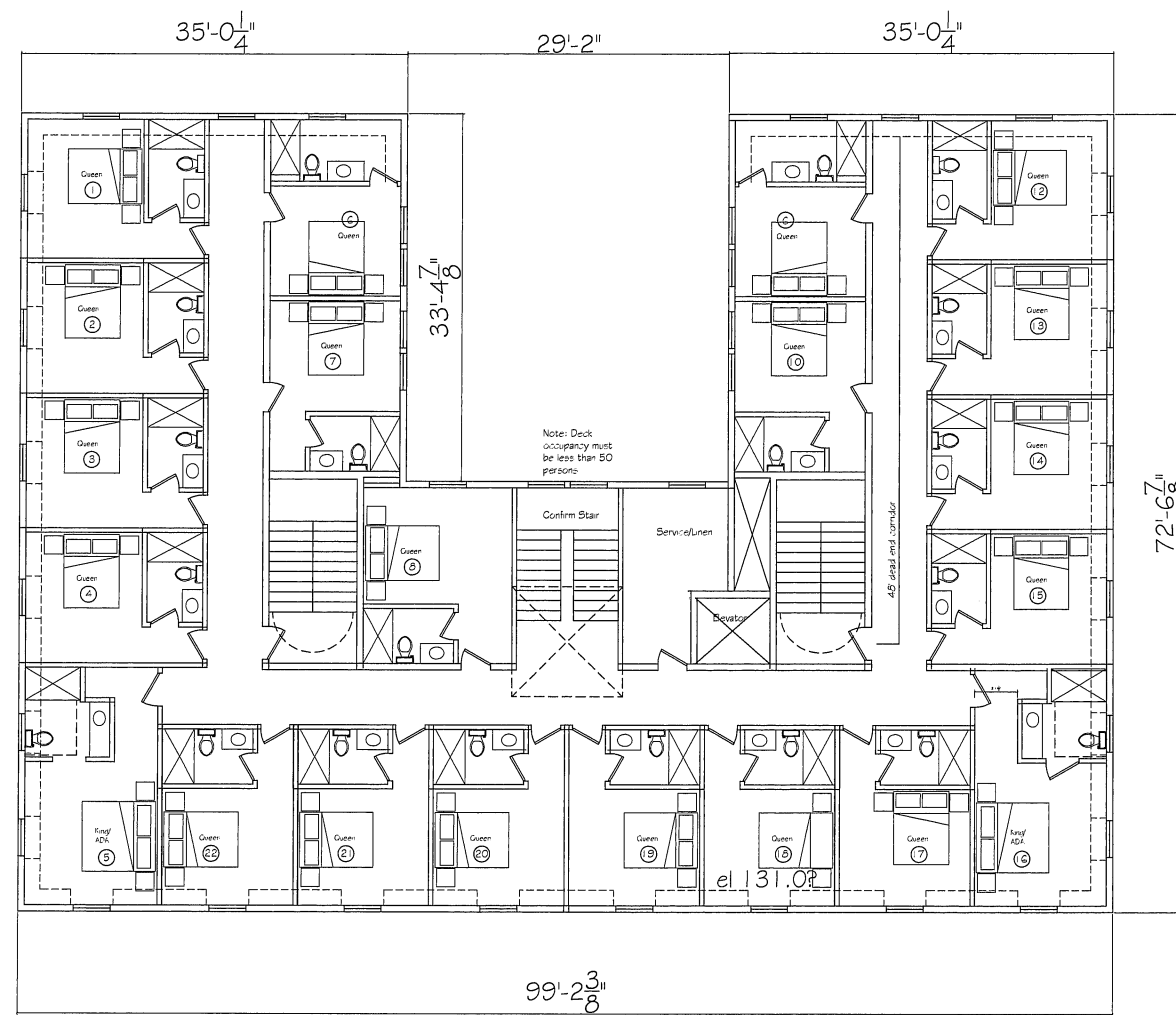 35'-0 1/4"
29'-2"
35'-0 1/4"
Queen
1
Queen
12
6
Queen
6
Queen
33'-4 7/8"
Queen
2
Queen
13
Queen
7
Queen
10
Queen
3
Queen
14
Note: Deck
occupancy must
be less than 50
persons
72'-6 7/8"
Confirm Stair
Service/Linen
48' dead end corridor
Queen
8
Queen
4
Queen
15
Elevator
King/
ADA
5
Queen
22
Queen
21
Queen
20
Queen
19
Queen
18
Queen
17
King/
ADA
16
el 131.0?
99'-2 3/8"